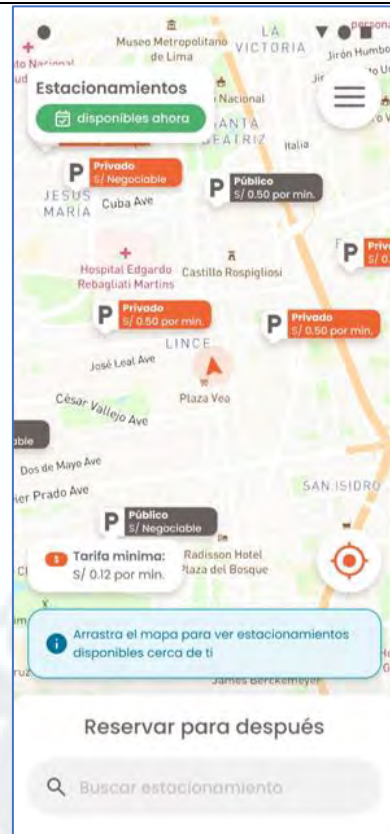 Museo Metropolitano
de Lima
LA
VICTORIA
Jirón Humbo
Estacionamientos
disponibles ahora
Nacional
Italia
Privado
S/ Negociable
JESÚS
MARÍA
Cuba Ave
Público
S/ 0.50 por min.
Hospital Edgardo
Rebagliati Martins
Castillo Rospigliosi
Privado
S/ 0.50 por min.
Privado
S/ 0.50 por min.
LINCE
José Leal Ave
César Vallejo Ave
Plaza Vea
Dos de Mayo Ave
ier Prado Ave
SAN ISIDRO
Público
S/ Negociable
Tarifa mínima:
S/ 0.12 por min.
Radisson Hotel
Plaza del Bosque
Arrastra el mapa para ver estacionamientos
disponibles cerca de ti
James Berckemeyer
Reservar para después
Buscar estacionamiento